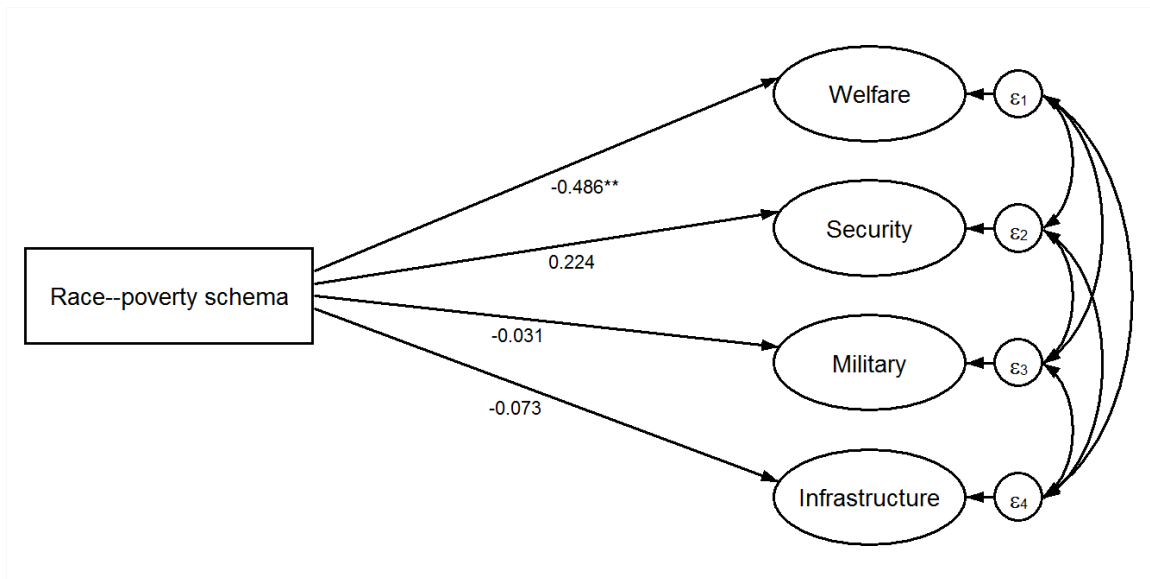 Welfare
ε1
-0.486**
Security
ε2
0.224
Race--poverty schema
-0.031
Military
ε3
-0.073
Infrastructure
ε4